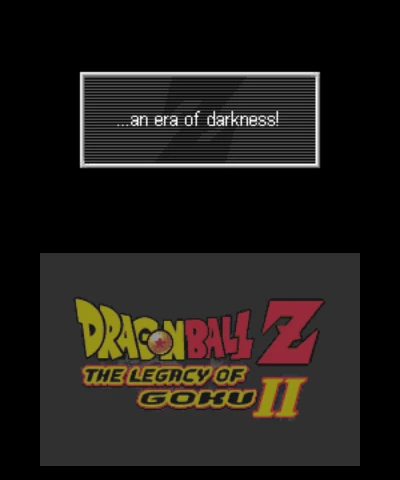 ...an era of darkness!
DRAGON BALL Z
THE LEGACY OF
GOKU II